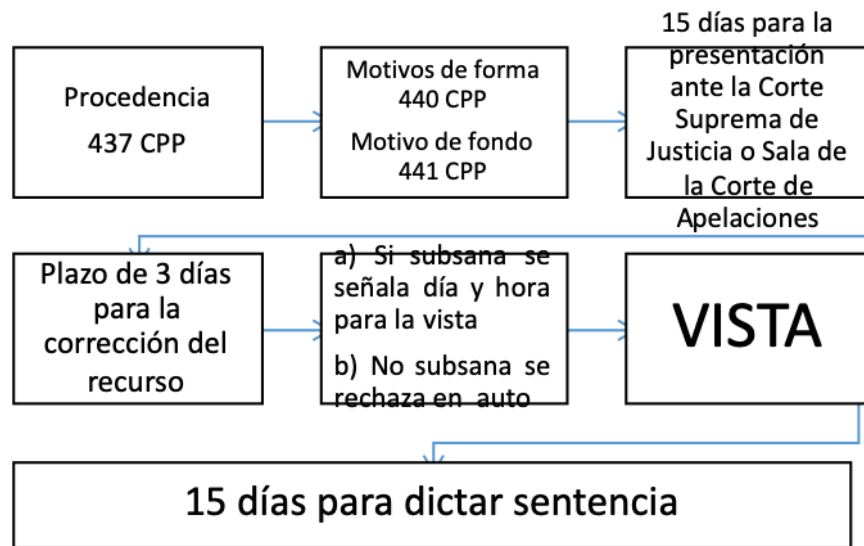 Procedencia
437 CPP
Motivos de forma
440 CPP
Motivo de fondo
441 CPP
15 días para la
presentación
ante la Corte
Suprema de
Justicia o Sala de
la Corte de
Apelaciones
Plazo de 3 días
para la
corrección del
recurso
a) Si subsana se
señala día y hora
para la vista
b) No subsana se
rechaza en auto
VISTA
15 días para dictar sentencia